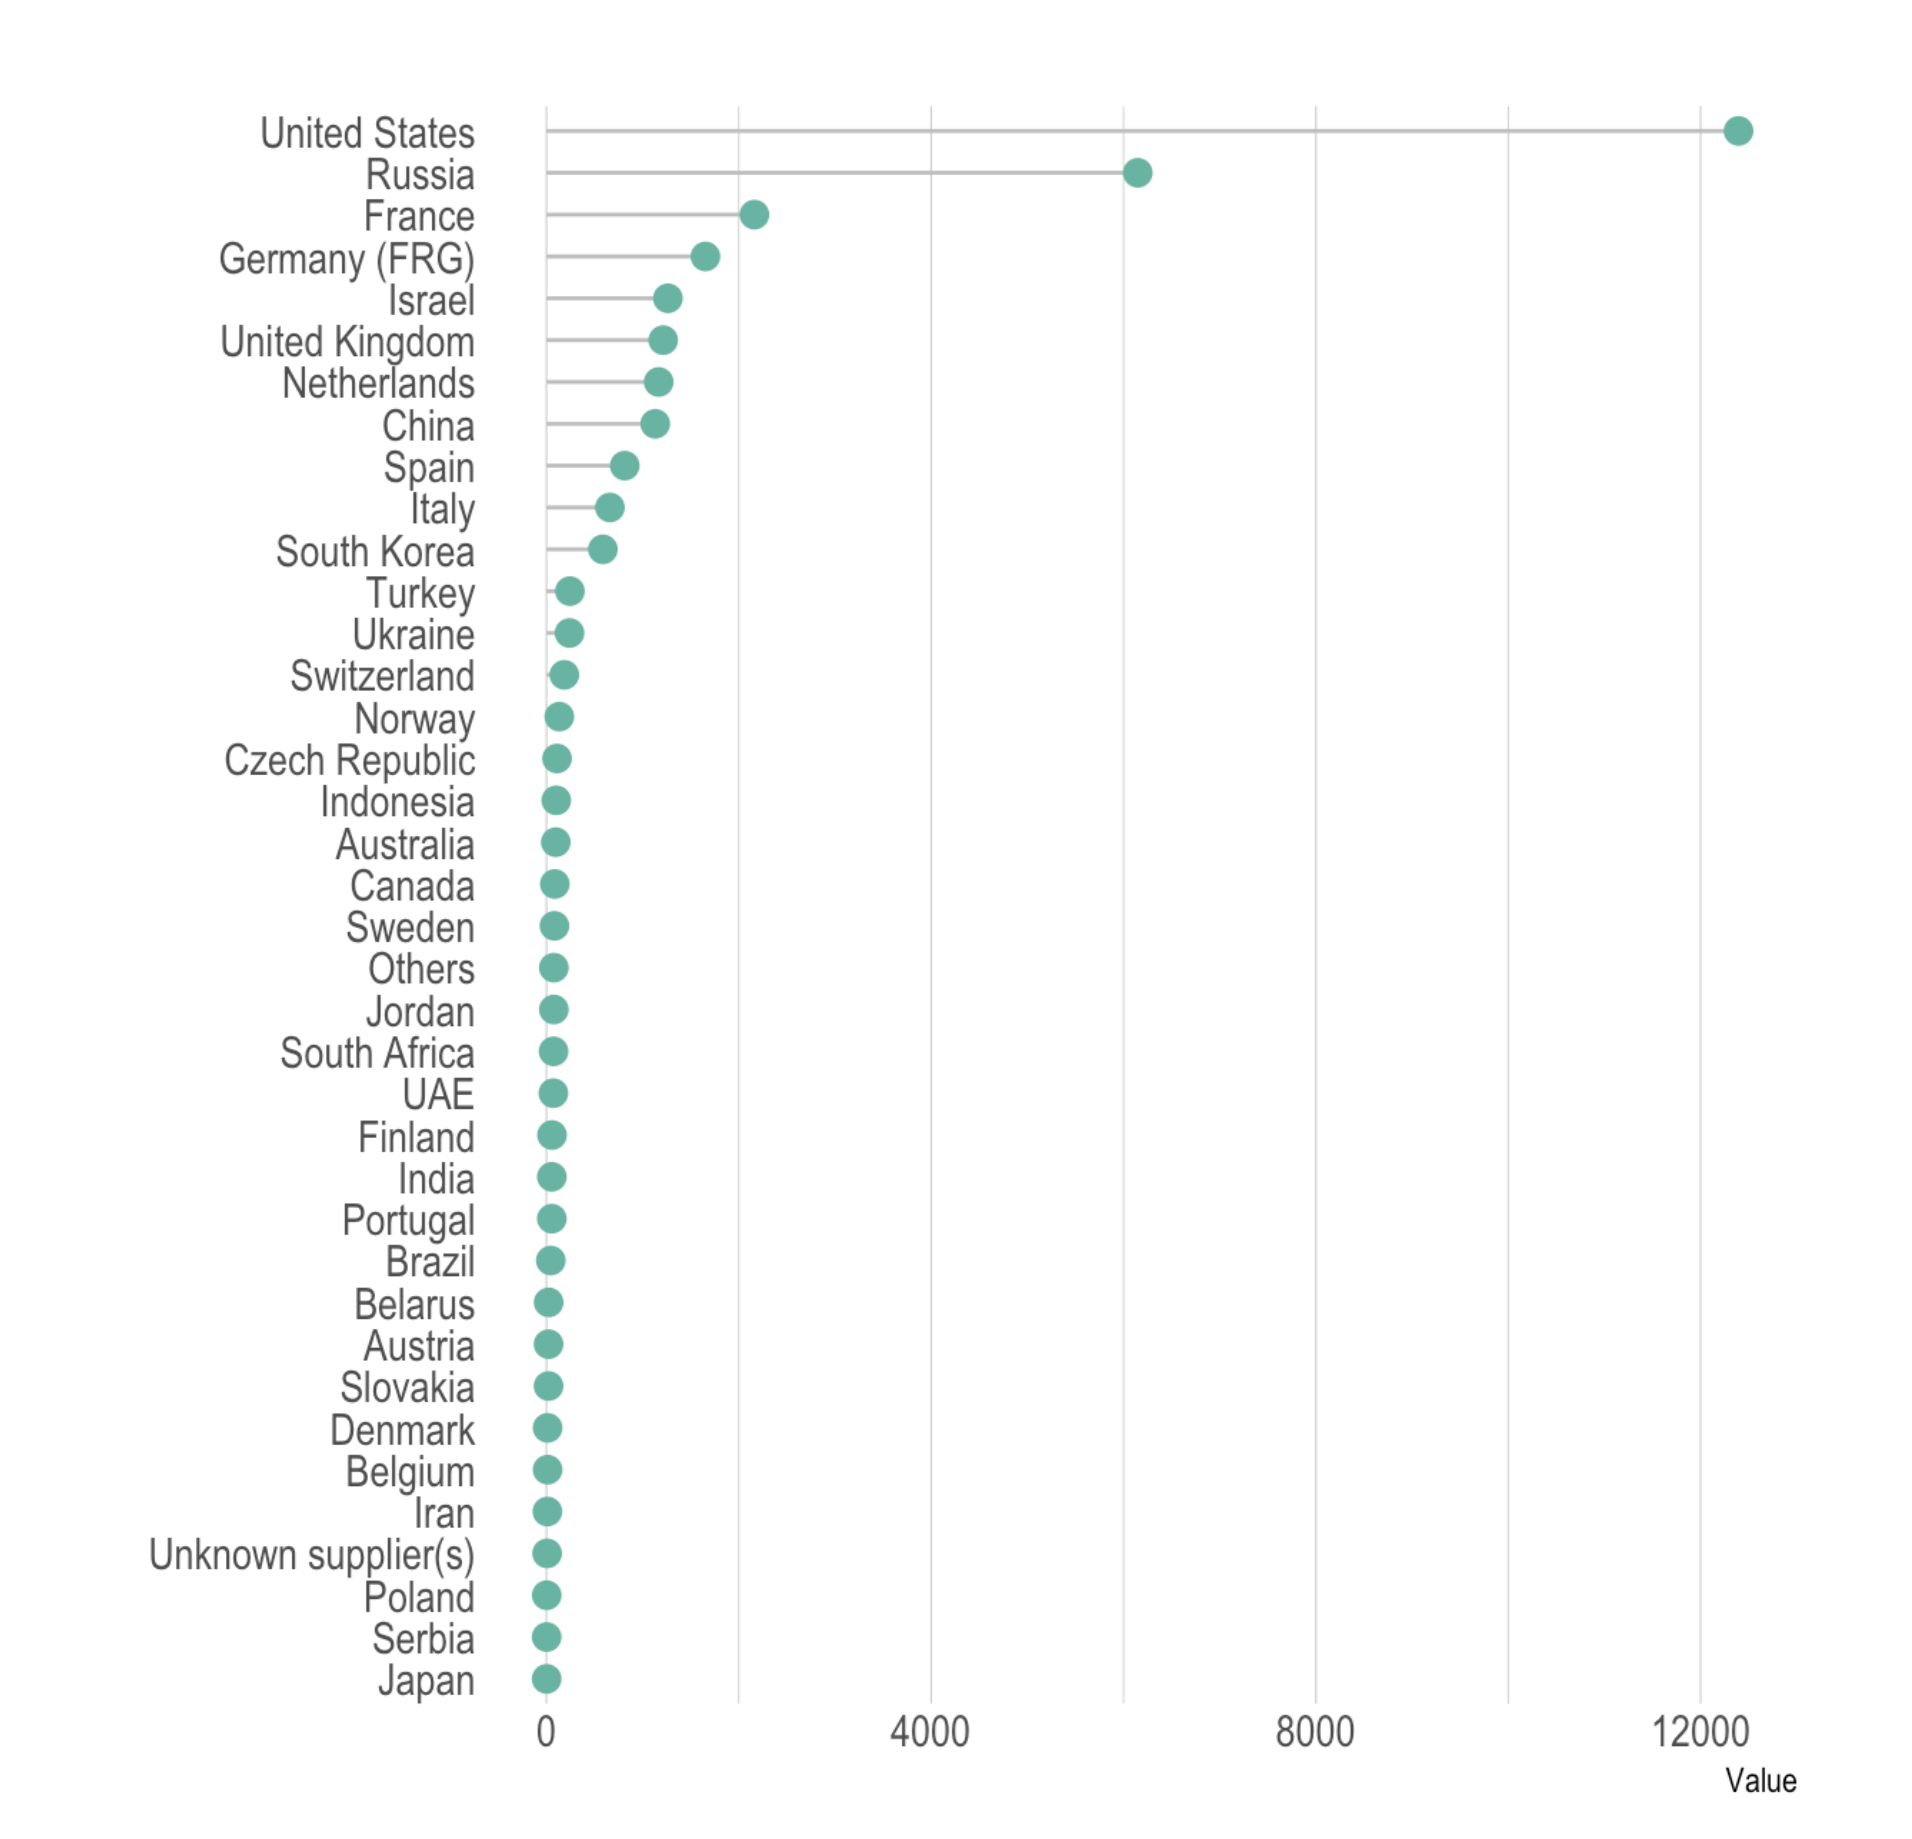 United States
Russia
France
Germany (FRG)
Israel
United Kingdom
Netherlands
China
Spain
Italy
South Korea
Turkey
Ukraine
Switzerland
Norway
Czech Republic
Indonesia
Australia
Canada
Sweden
Others
Jordan
South Africa
UAE
Finland
India
Portugal
Brazil
Belarus
Austria
Slovakia
Denmark
Belgium
Iran
Unknown supplier(s)
Poland
Serbia
Japan
0 4000 8000 12000
Value